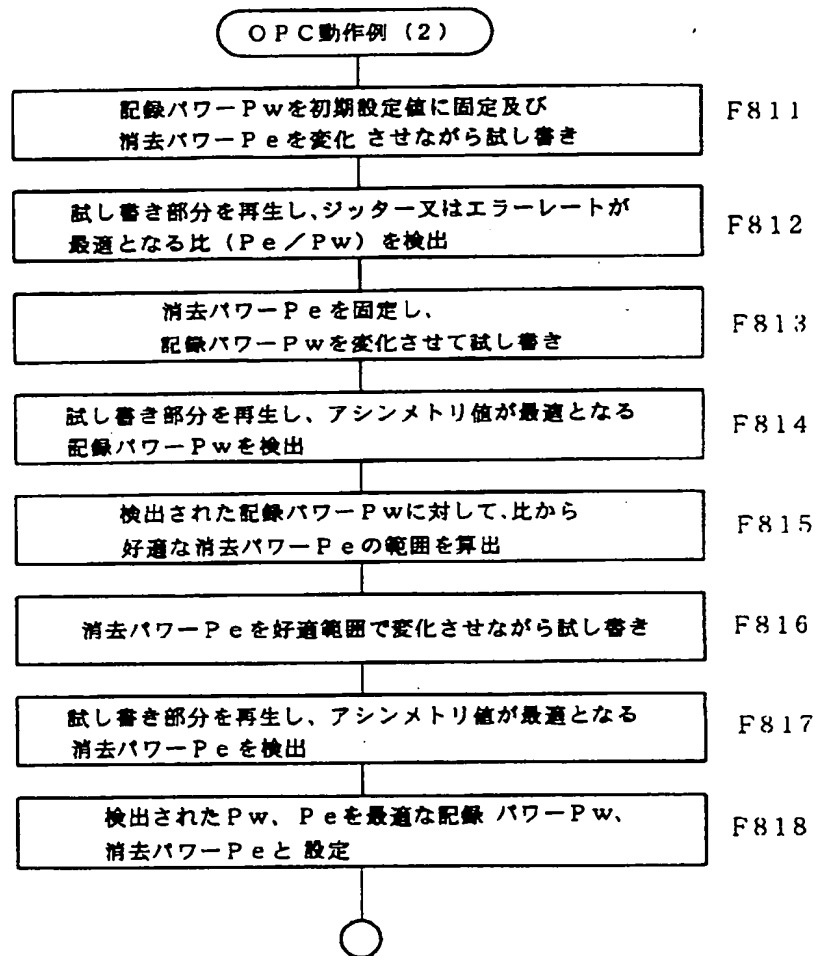 OPC動作例(2)
記録パワーPwを初期設定値に固定及び
消去パワーPeを変化 させながら試し書き
F811
試し書き部分を再生し、ジッター又はエラーレートが
最適となる比(Pe/Pw)を検出
F812
消去パワーPeを固定し、
記録パワーPwを変化させて試し書き
F813
試し書き部分を再生し、アシンメトリ値が最適となる
記録パワーPwを検出
F814
検出された記録パワーPwに対して、比から
好適な消去パワーPeの範囲を算出
F815
消去パワーPeを好適範囲で変化させながら試し書き
F816
試し書き部分を再生し、アシンメトリ値が最適となる
消去パワーPeを検出
F817
検出されたPw、Peを最適な記録 パワーPw、
消去パワーPeと 設定
F818